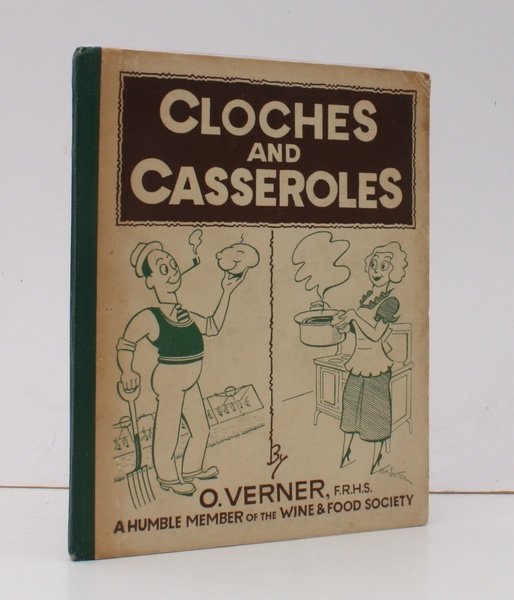 CLOCHES
AND
CASSEROLES
By
O. VERNER, F.R.H.S.
A HUMBLE MEMBER OF THE WINE & FOOD SOCIETY